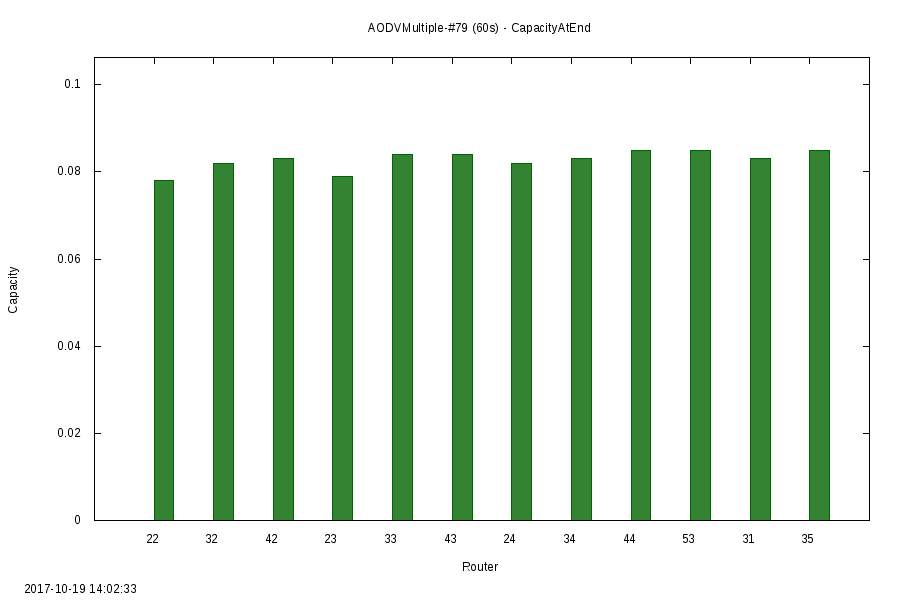 AODVMultiple-#79 (60s) - CapacityAtEnd
0.1
0.08
0.06
0.04
0.02
0
Capacity
22 32 42 23 33 43 24 34 44 53 31 35
Router
2017-10-19 14:02:33